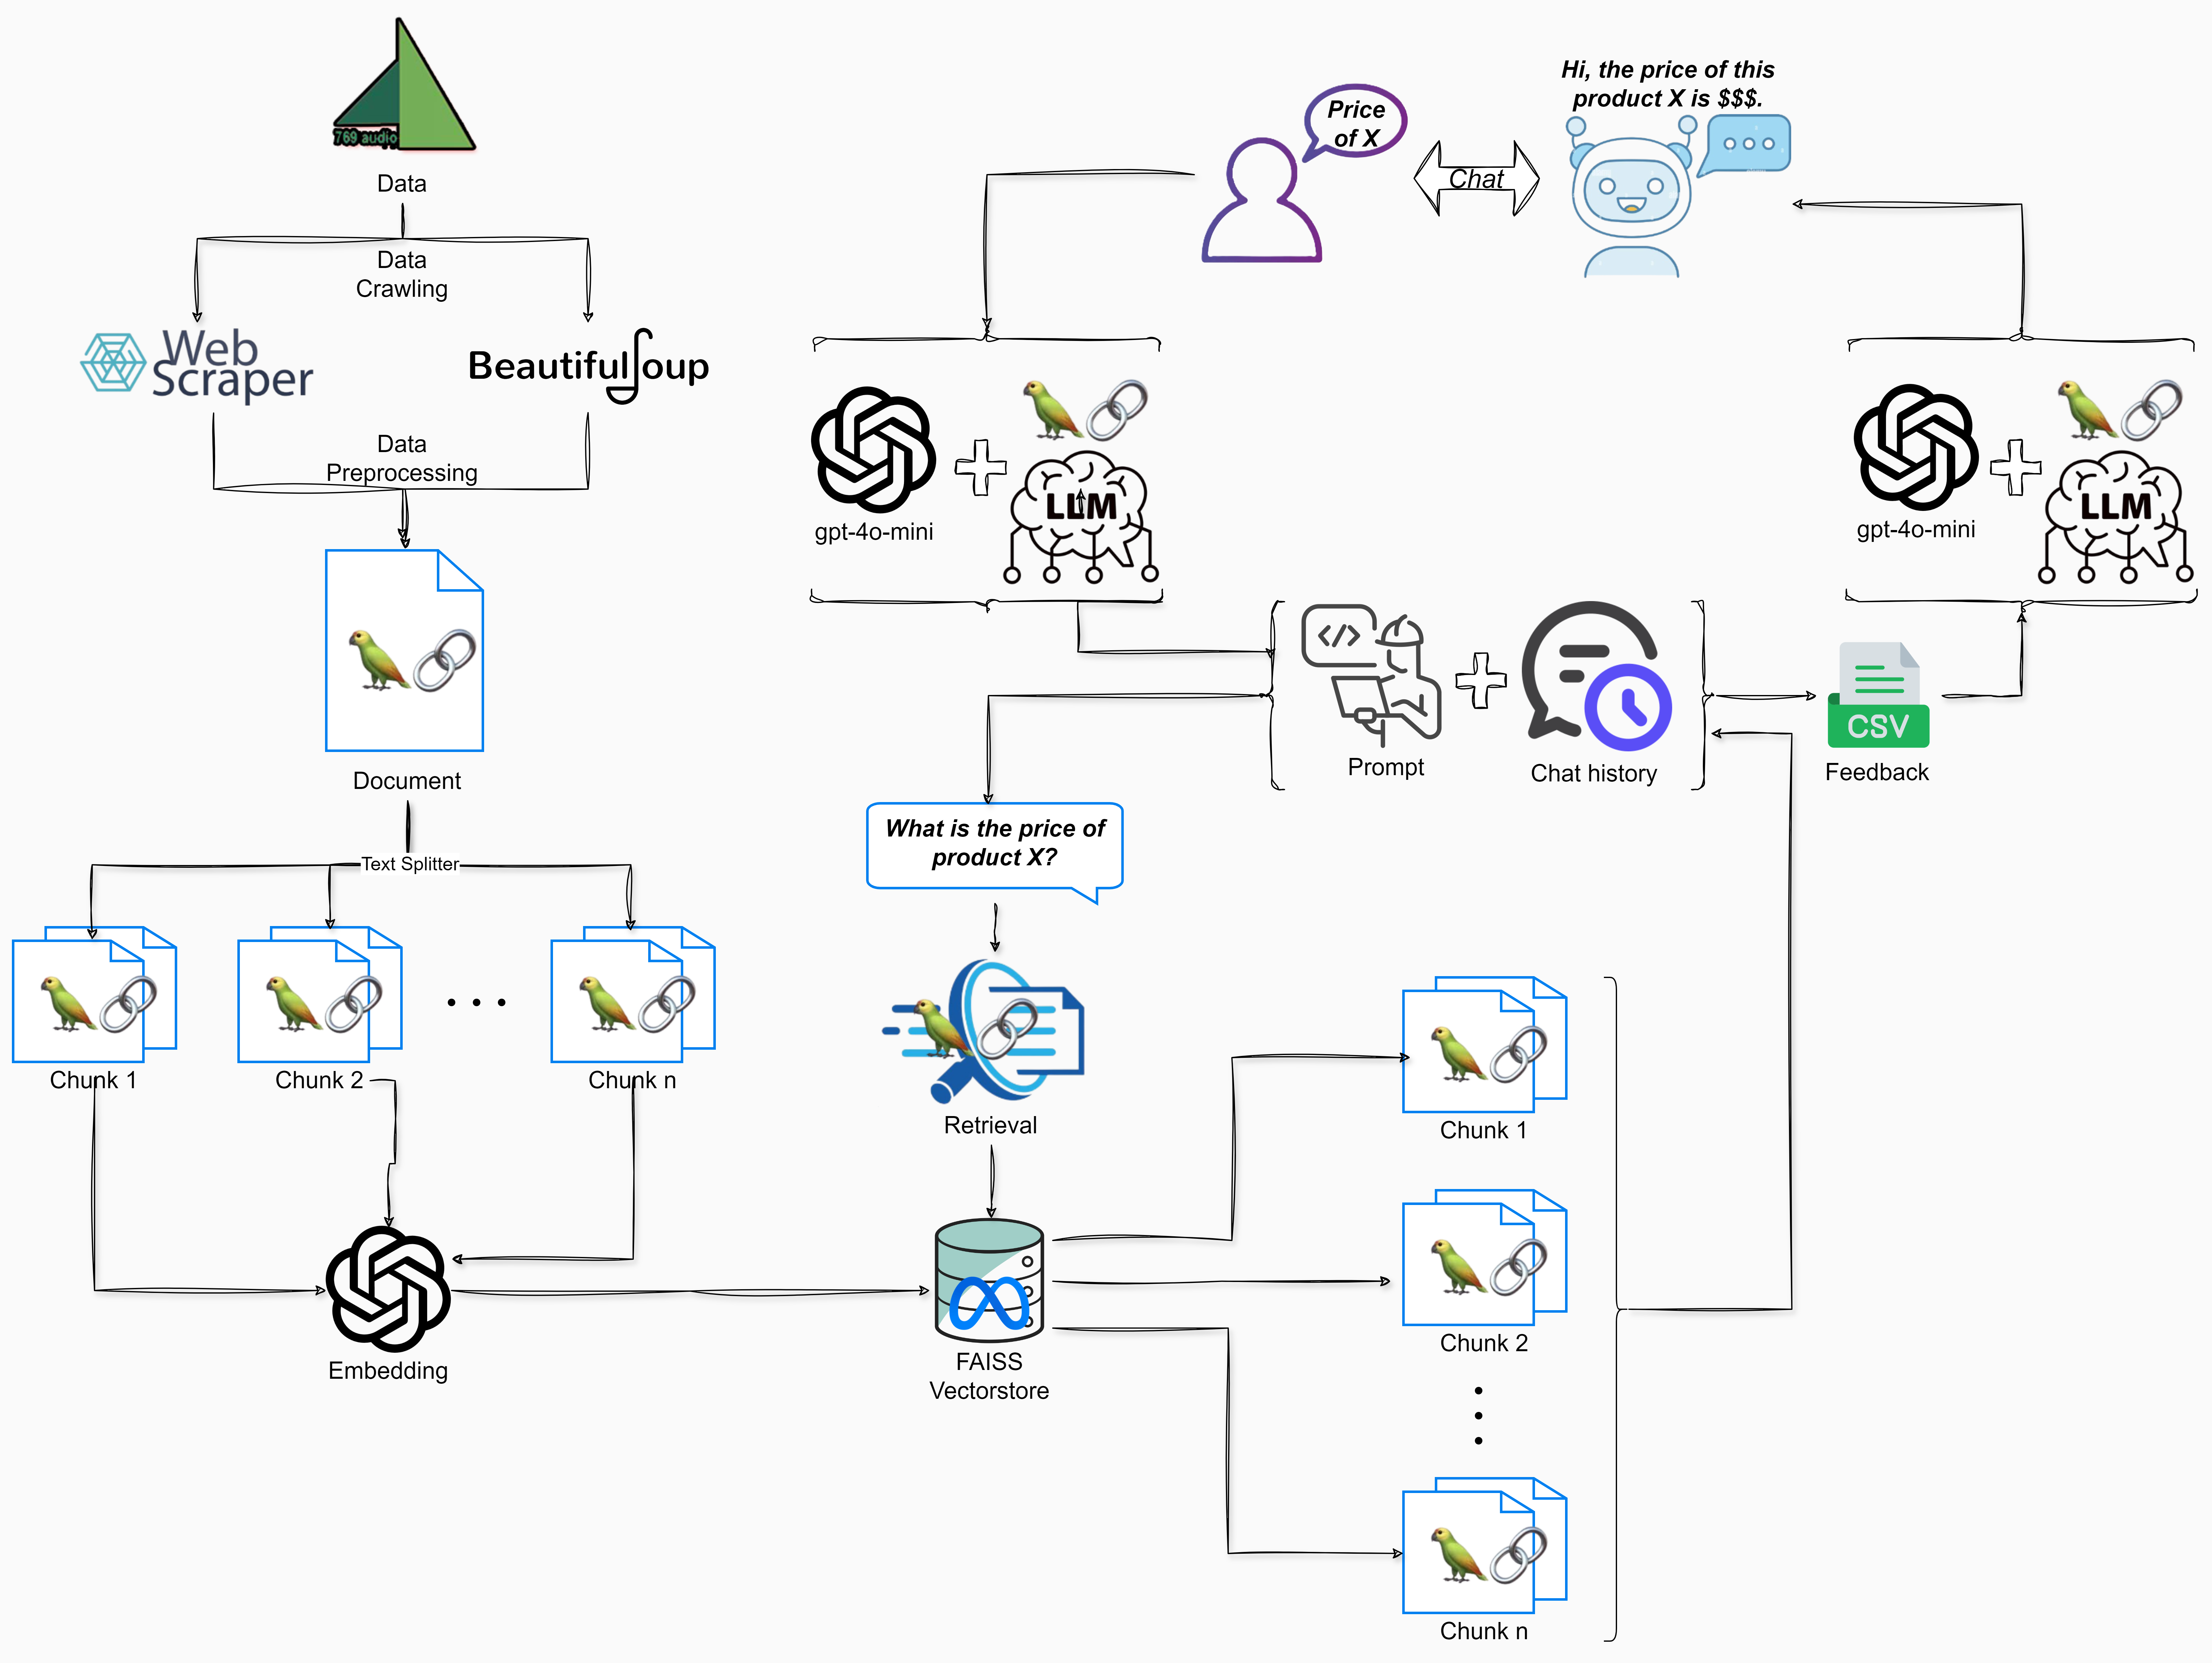 769 audio
Data
Data
Crawling
Web
Scraper
BeautifulSoup
Data
Preprocessing
Document
Text Splitter
Chunk 1
Chunk 2
Chunk n
Embedding
Price
of X
Chat
Hi, the price of this
product X is $$$.
gpt-4o-mini
LLM
Prompt
Chat history
CSV
Feedback
gpt-4o-mini
LLM
What is the price of
product X?
Retrieval
FAISS
Vectorstore
Chunk 1
Chunk 2
Chunk n